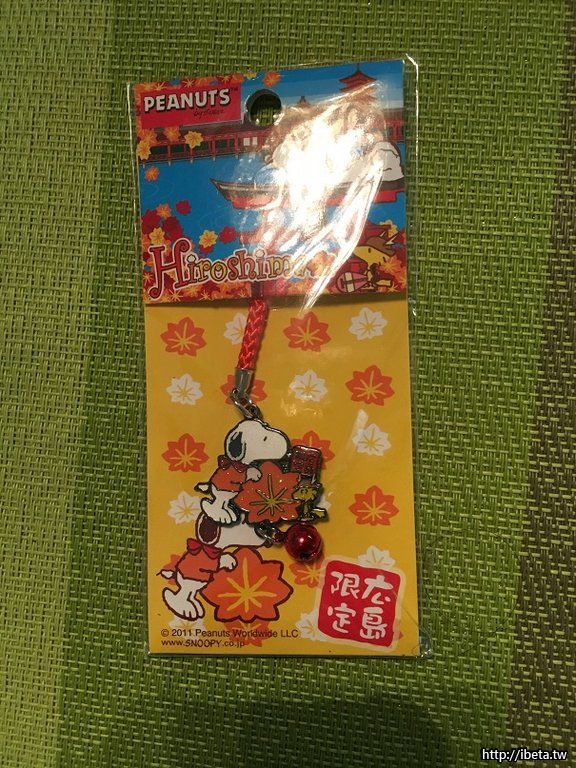 PEANUTS
Hiroshima
広島
限定
© 2011 Peanuts Worldwide LLC
www.SNOOPY.co.jp
http://ibeta.tw